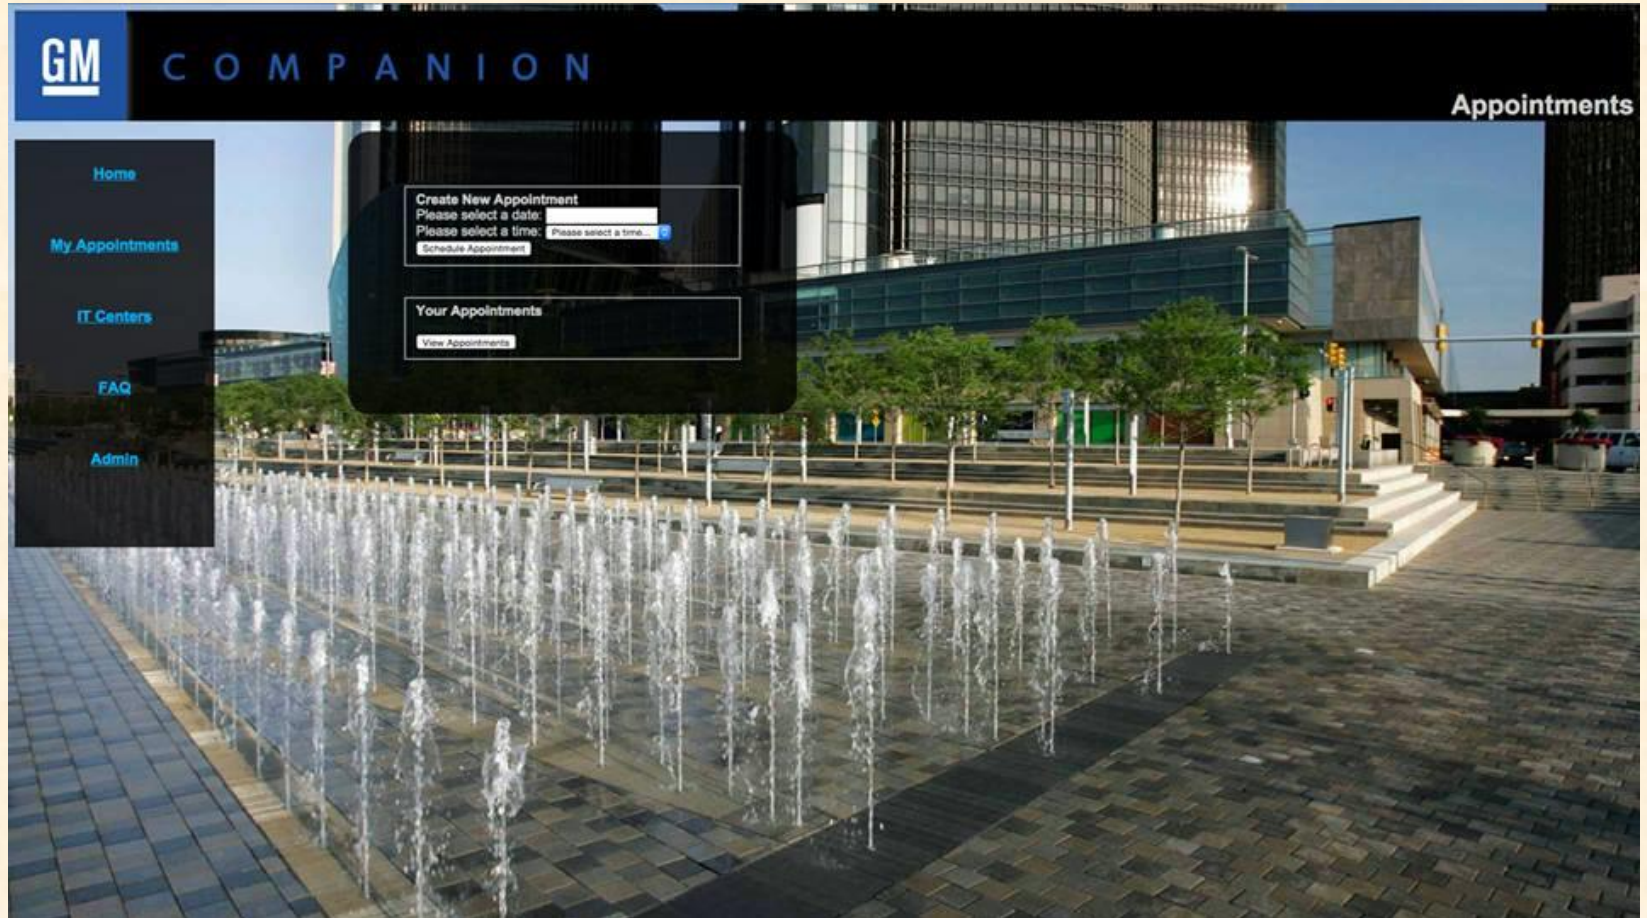 GM
COMPANION
Appointments
Home
My Appointments
IT Centers
FAQ
Admin
Create New Appointment
Please select a date:
Please select a time: Please select a time...
Schedule Appointment
Your Appointments
View Appointments